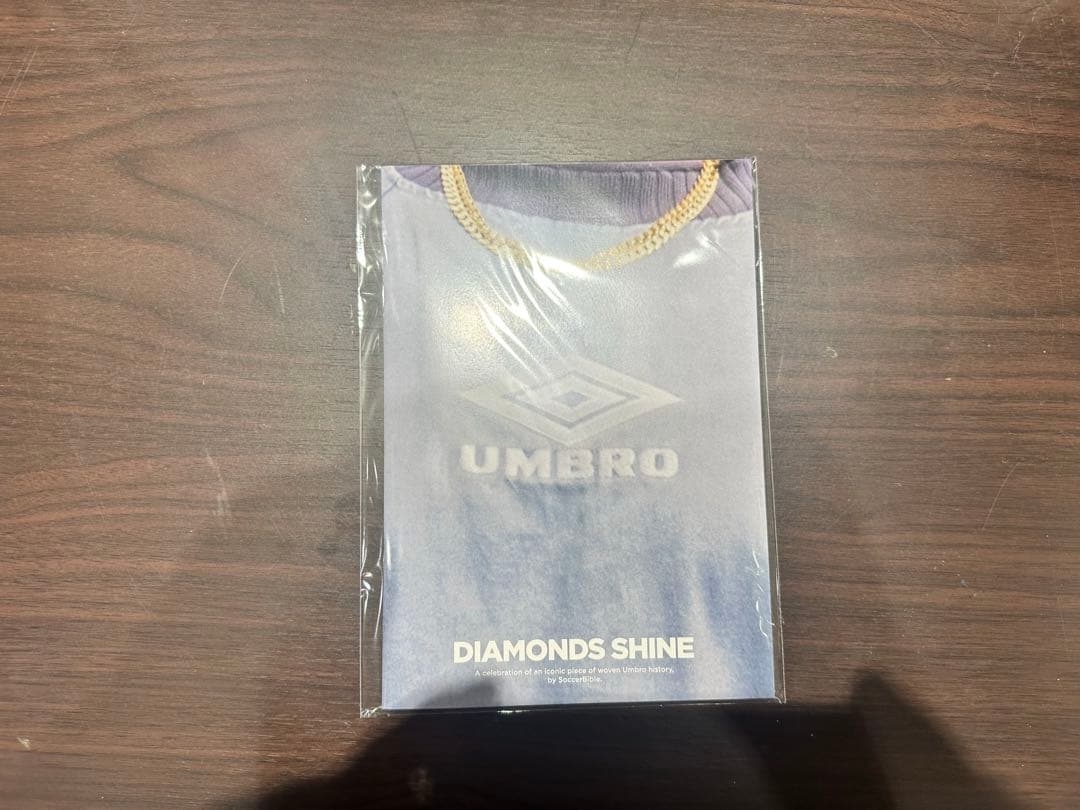 UMBRO
DIAMONDS SHINE
A celebration of an iconic piece of woven Umbro history,
by SoccerBible.